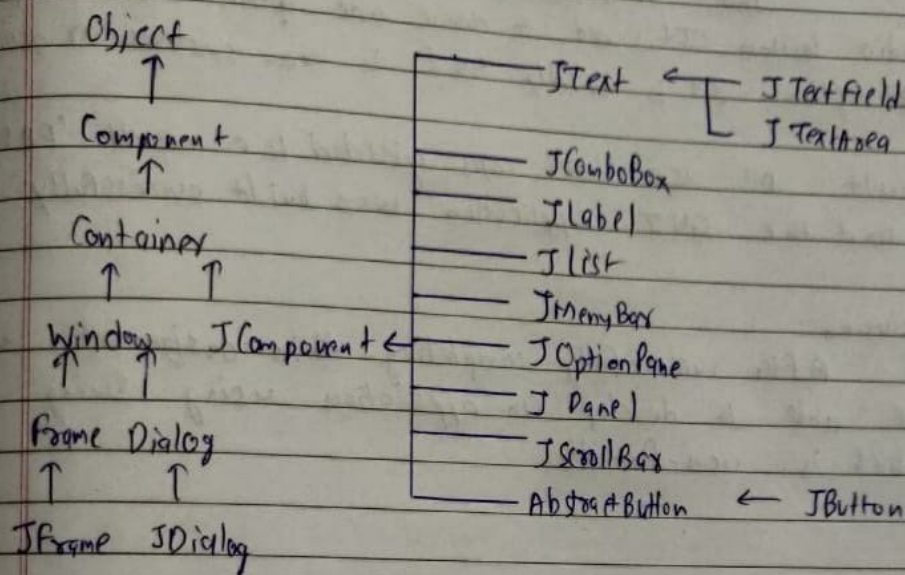 Object
JText ← JTextField
JTextArea
Component
JComboBox
JLabel
Container
JList
JMenuBar
Window JComponent ←
JOptionPane
JPanel
Frame Dialog
JScrollBar
AbstractButton ← JButton
JFrame JDialog